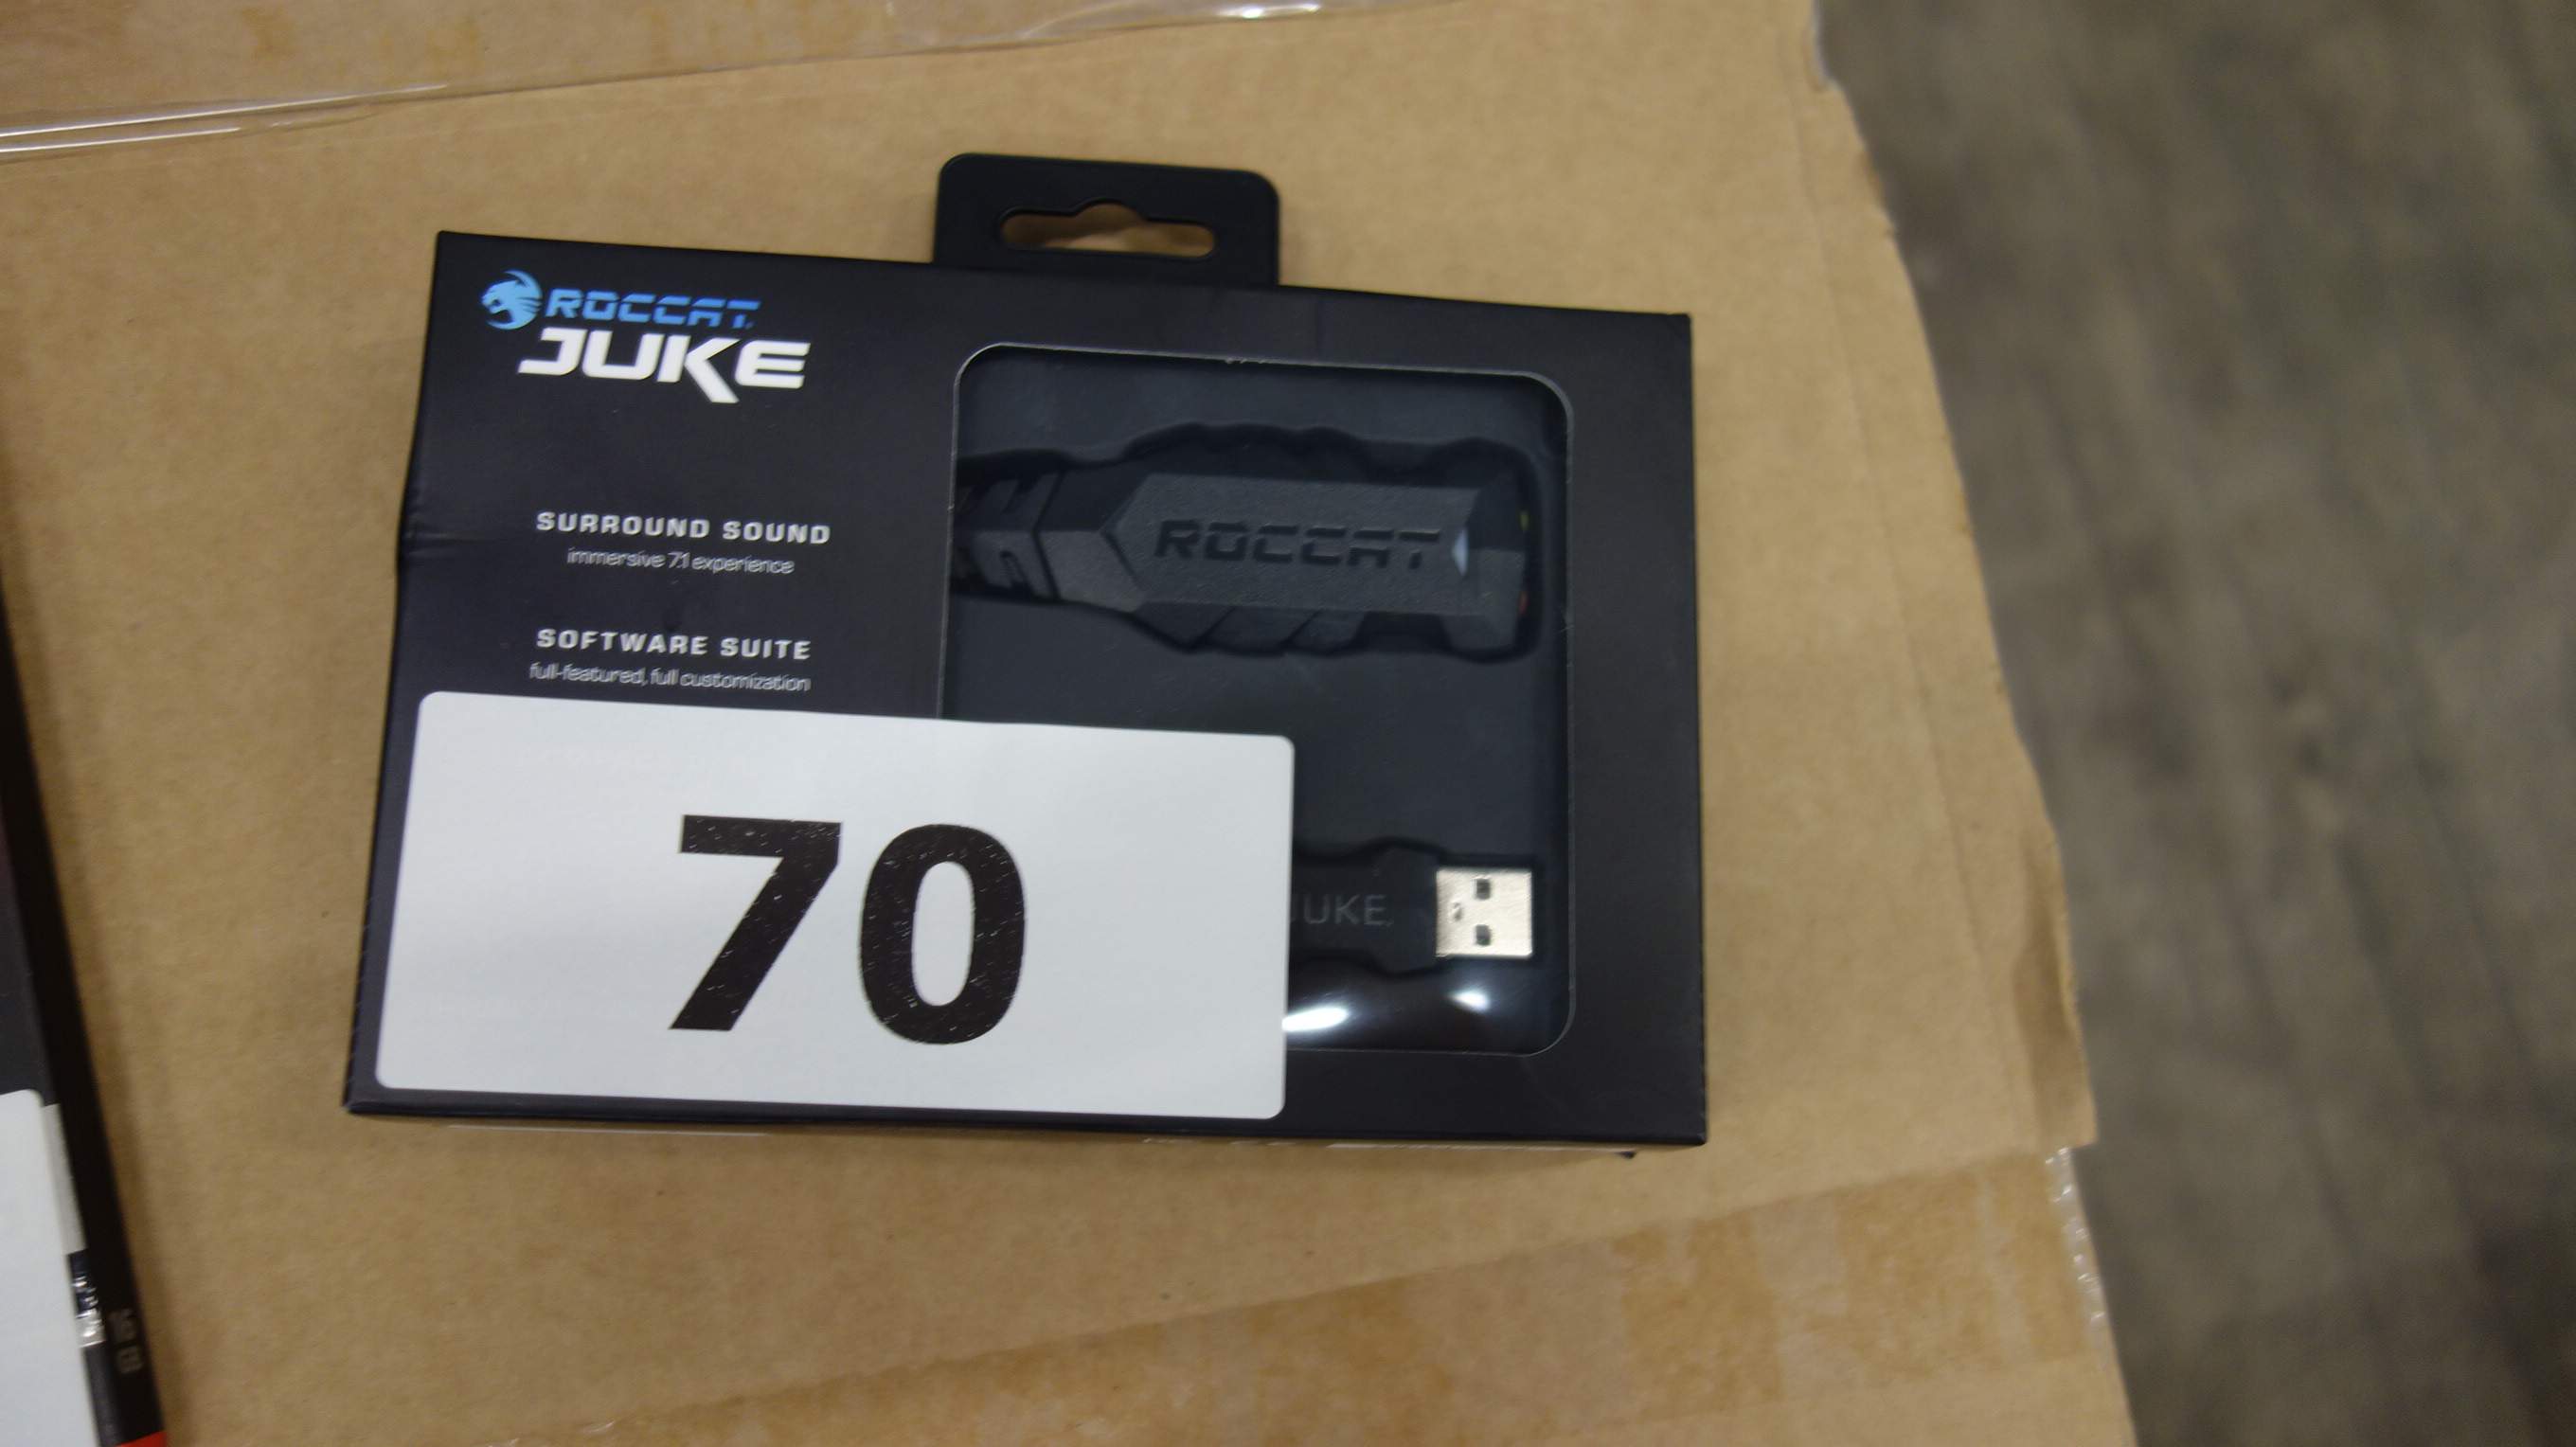 ROCCAT
JUKE
SURROUND SOUND
immersive 7.1 experience
SOFTWARE SUITE
full-featured, full customization
ROCCAT
JUKE
70